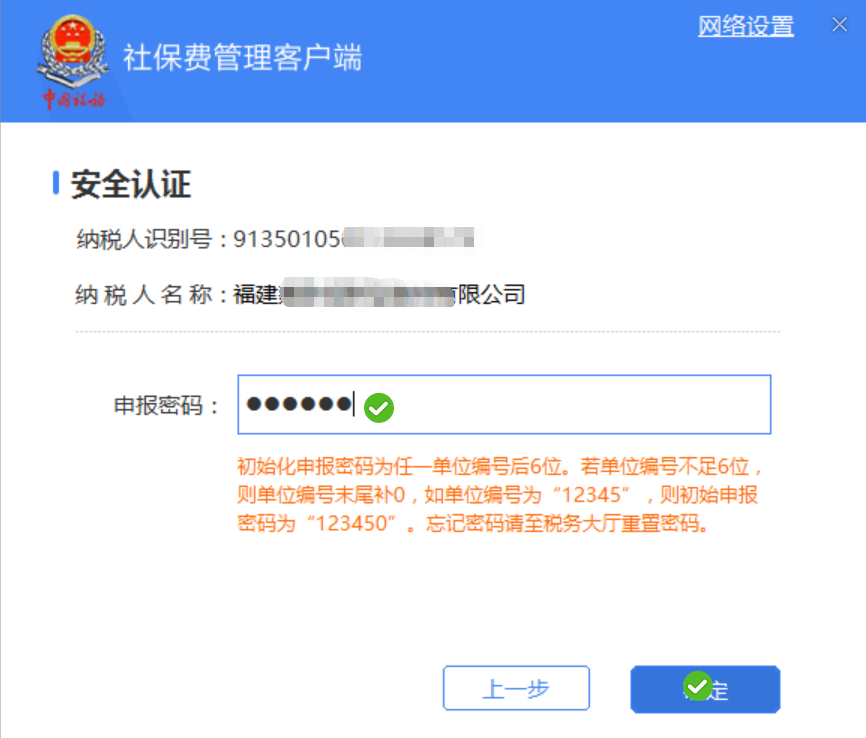 网络设置
中国税务
社保费管理客户端
安全认证
纳税人识别号：91350105
纳税人名称：福建 有限公司
申报密码：
初始化申报密码为任一单位编号后6位。若单位编号不足6位，
则单位编号末尾补0，如单位编号为“12345”，则初始申报
密码为“123450”。忘记密码请至税务大厅重置密码。
上一步
定